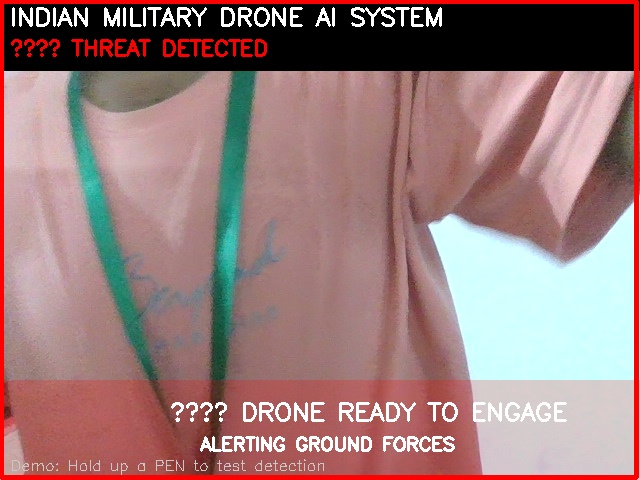 INDIAN MILITARY DRONE AI SYSTEM
???? THREAT DETECTED
???? DRONE READY TO ENGAGE
ALERTING GROUND FORCES
Demo: Hold up a PEN to test detection